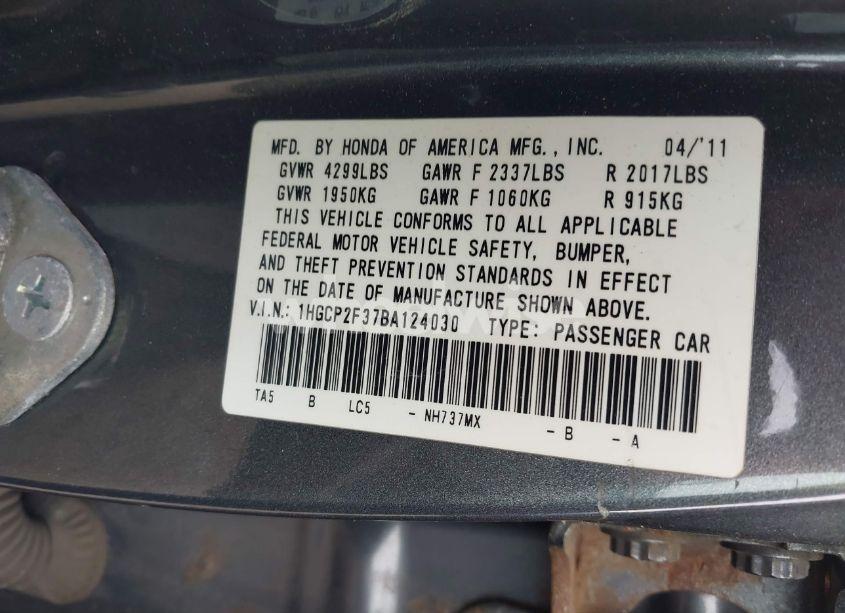 MFD. BY HONDA OF AMERICA MFG., INC. 04/'11
GVWR 4299LBS GAWR F 2337LBS R 2017LBS
GVWR 1950KG GAWR F 1060KG R 915KG
THIS VEHICLE CONFORMS TO ALL APPLICABLE
FEDERAL MOTOR VEHICLE SAFETY, BUMPER,
AND THEFT PREVENTION STANDARDS IN EFFECT
ON THE DATE OF MANUFACTURE SHOWN ABOVE.
V.I.N.: 1HGCP2F37BA124030 TYPE: PASSENGER CAR
TA5 B LC5 - NH737MX - B - A